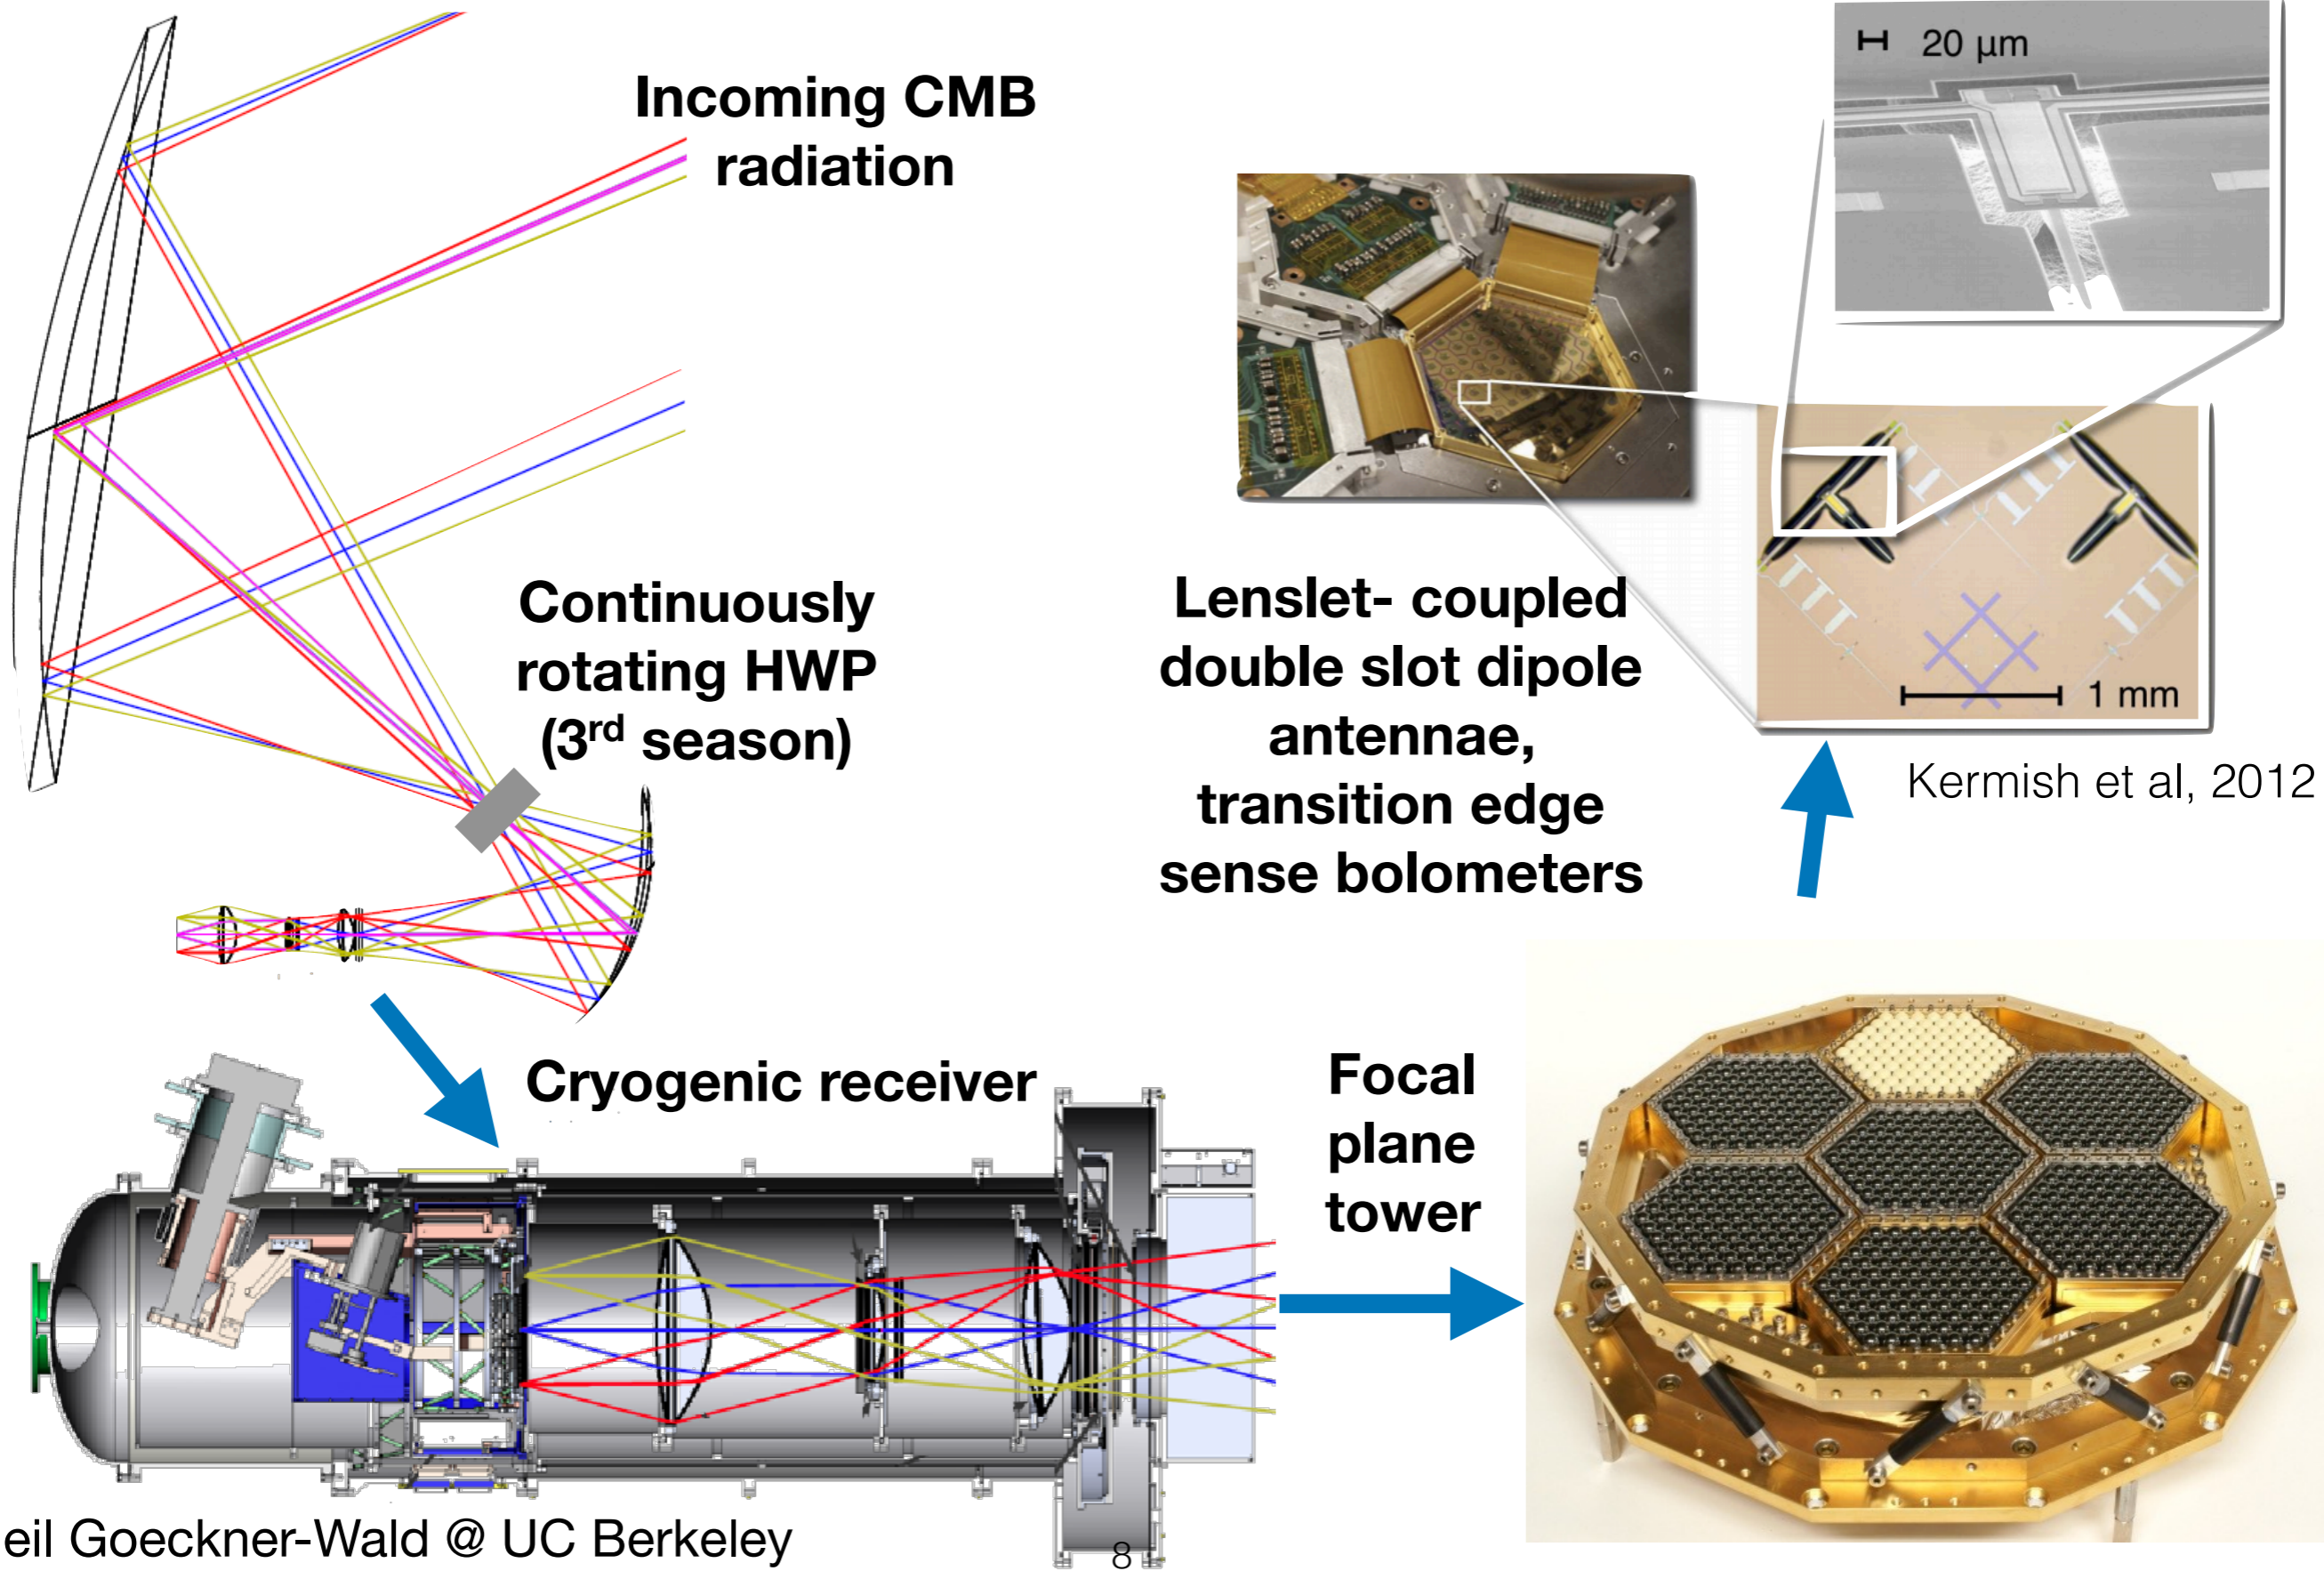 Incoming CMB
radiation
20 µm
Continuously
rotating HWP
(3rd season)
Lenslet- coupled
double slot dipole
antennae,
transition edge
sense bolometers
1 mm
Kermish et al, 2012
Cryogenic receiver
Focal
plane
tower
eil Goeckner-Wald @ UC Berkeley
8